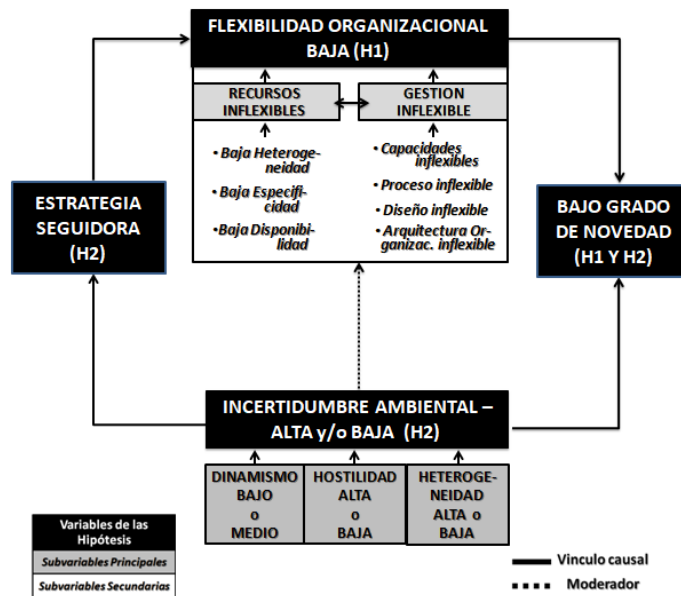 FLEXIBILIDAD ORGANIZACIONAL
BAJA (H1)
RECURSOS
INFLEXIBLES
GESTION
INFLEXIBLE
• Baja Heteroge-
neidad
• Baja Especifi-
cidad
• Baja Disponibi-
lidad
• Capacidades
inflexibles
• Proceso inflexible
• Diseño inflexible
• Arquitectura Or-
ganizac. inflexible
ESTRATEGIA
SEGUIDORA
(H2)
BAJO GRADO
DE NOVEDAD
(H1 Y H2)
INCERTIDUMBRE AMBIENTAL –
ALTA y/o BAJA (H2)
DINAMISMO
BAJO
o
MEDIO
HOSTILIDAD
ALTA
o
BAJA
HETEROGE-
NEIDAD
ALTA o
BAJA
Variables de las
Hipótesis
Subvariables Principales
Subvariables Secundarias
Vinculo causal
Moderador